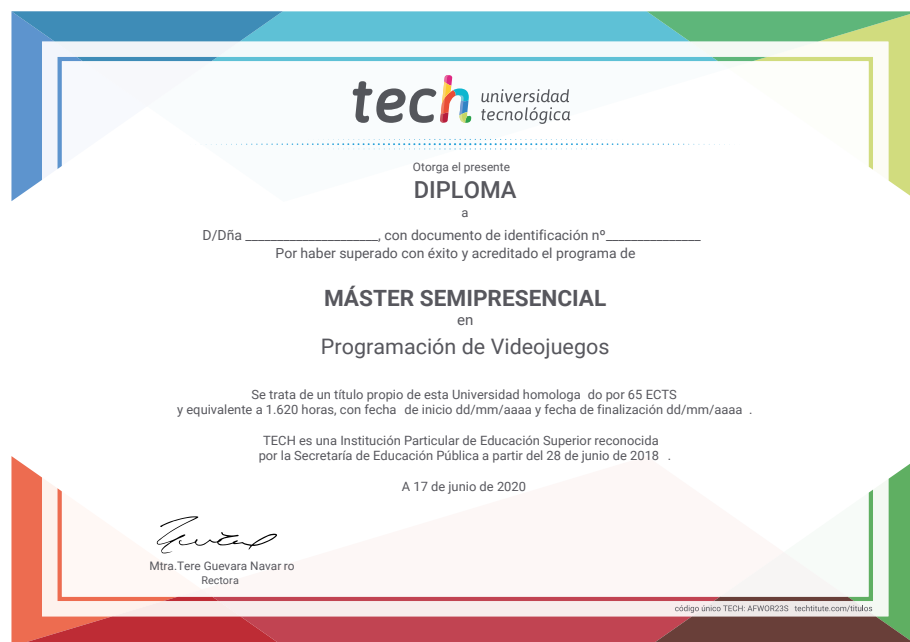 tech universidad
tecnológica
Otorga el presente
DIPLOMA
a
D/Dña ___________________, con documento de identificación nº______________
Por haber superado con éxito y acreditado el programa de
MÁSTER SEMIPRESENCIAL
en
Programación de Videojuegos
Se trata de un título propio de esta Universidad homologa do por 65 ECTS
y equivalente a 1.620 horas, con fecha de inicio dd/mm/aaaa y fecha de finalización dd/mm/aaaa .
TECH es una Institución Particular de Educación Superior reconocida
por la Secretaría de Educación Pública a partir del 28 de junio de 2018 .
A 17 de junio de 2020
Mtra.Tere Guevara Navar ro
Rectora
código único TECH: AFWOR23S techtitute.com/titulos